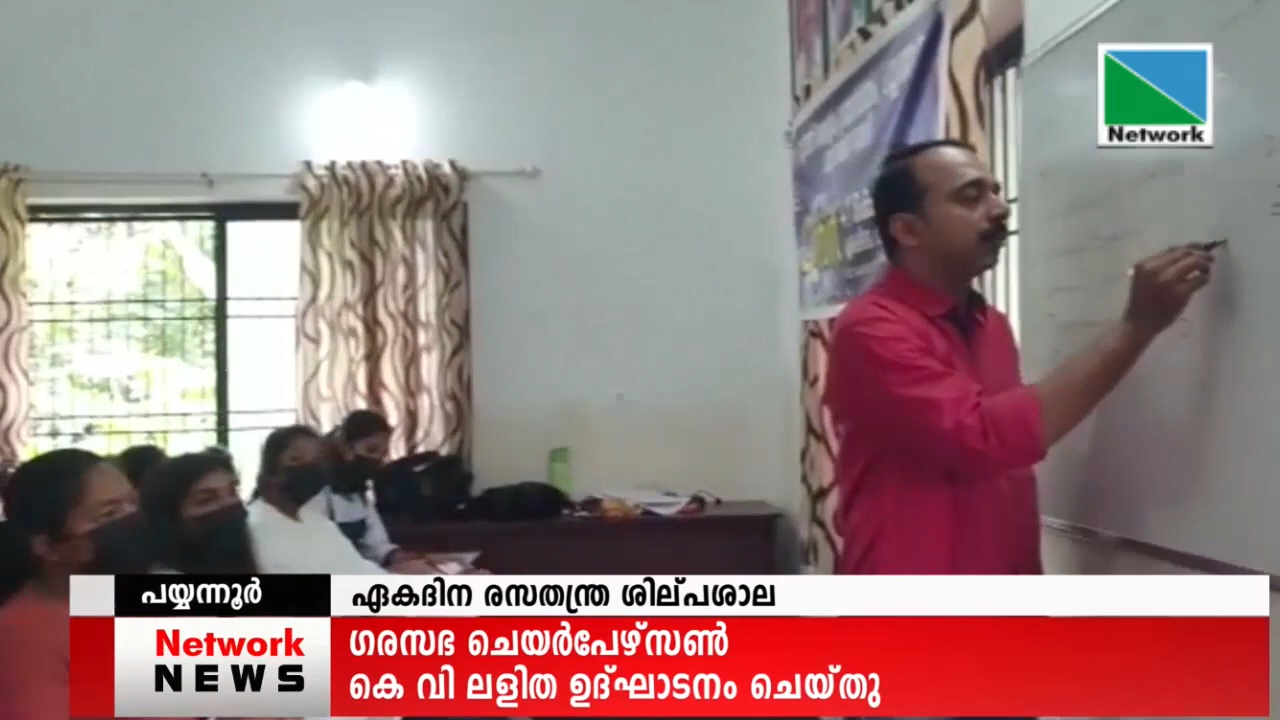 Network
പയ്യന്നൂർ
ഏകദിന രസതന്ത്ര ശില്പശാല
Network
NEWS
ഗരസഭ ചെയർപേഴ്സൺ
കെ വി ലളിത ഉദ്ഘാടനം ചെയ്തു